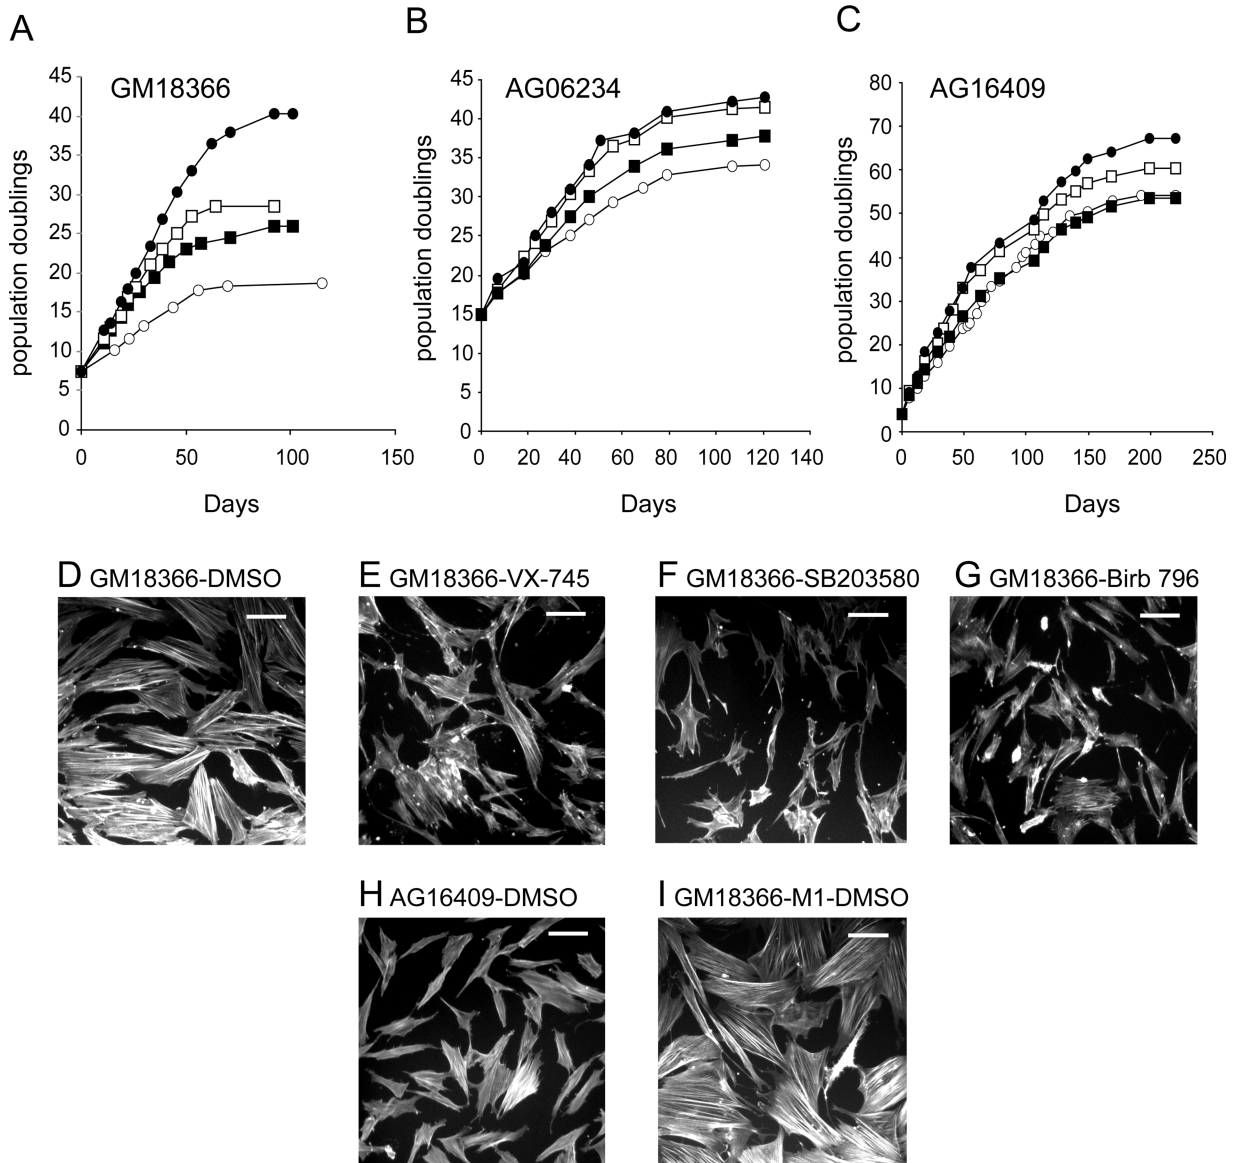 A
B
C
GM18366
AG06234
AG16409
population doublings
45
40
35
30
25
20
15
10
5
0
0 50 100 150
Days
population doublings
45
40
35
30
25
20
15
10
5
0
0 20 40 60 80 100 120 140
Days
population doublings
80
70
60
50
40
30
20
10
0
0 50 100 150 200 250
Days
D GM18366-DMSO
E GM18366-VX-745
F GM18366-SB203580
G GM18366-Birb 796
H AG16409-DMSO
I GM18366-M1-DMSO